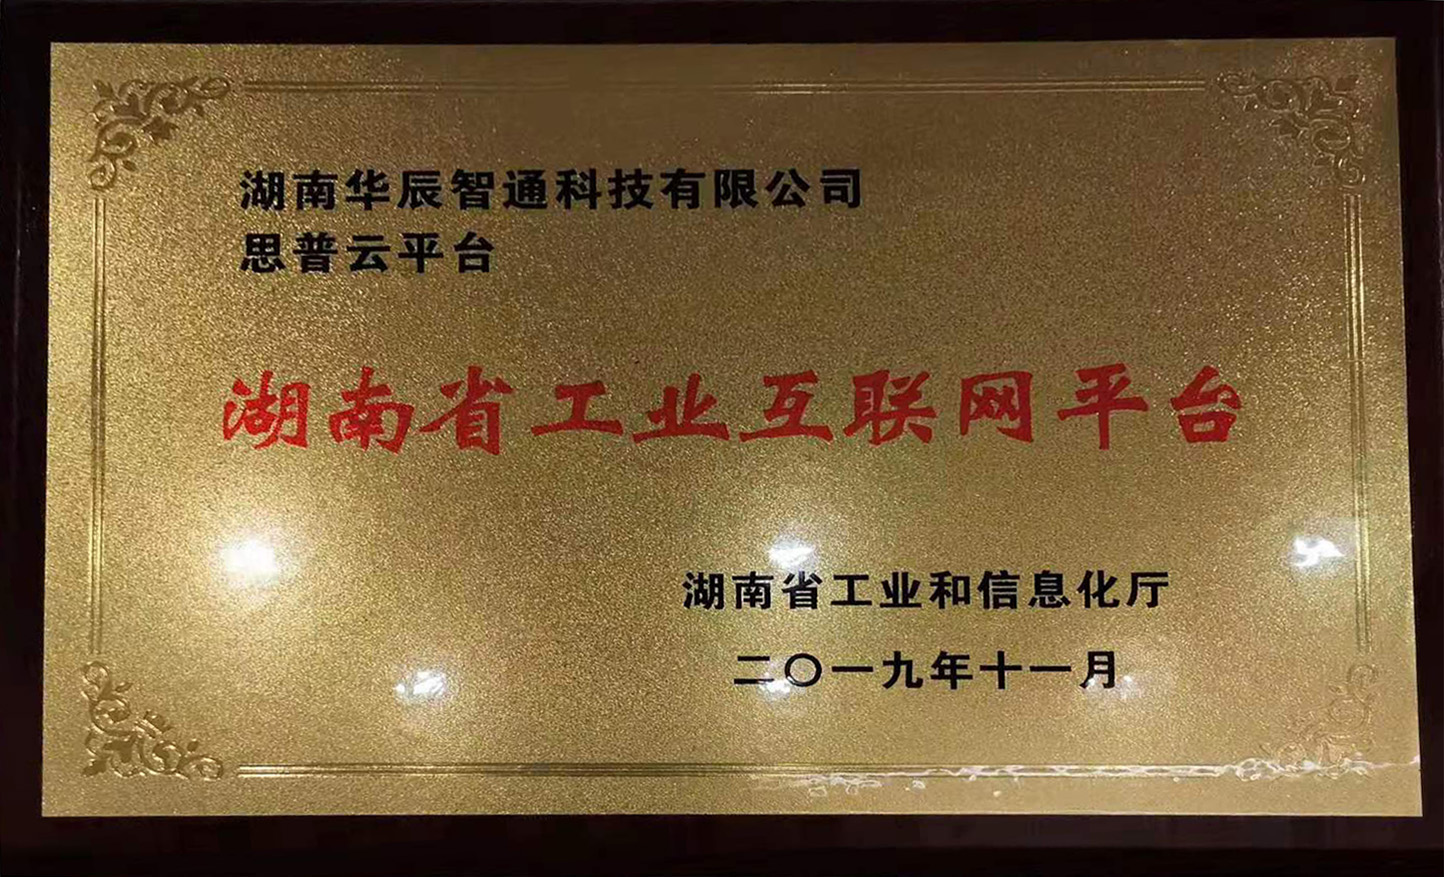 湖南华辰智通科技有限公司
思普云平台
湖南省工业互联网平台
湖南省工业和信息化厅
二〇一九年十一月